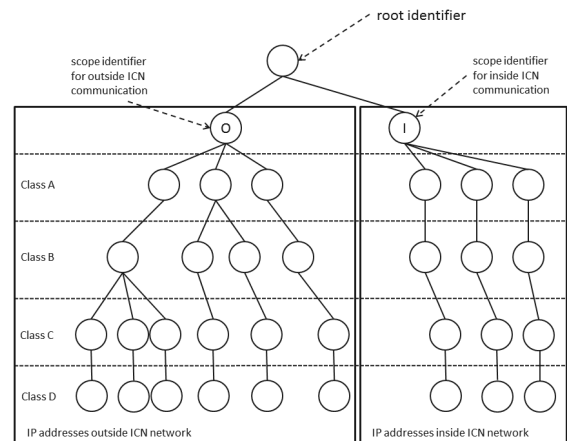 root identifier
scope identifier
for outside ICN
communication
scope identifier
for inside ICN
communication
O
I
Class A
Class B
Class C
Class D
IP addresses outside ICN network
IP addresses inside ICN network